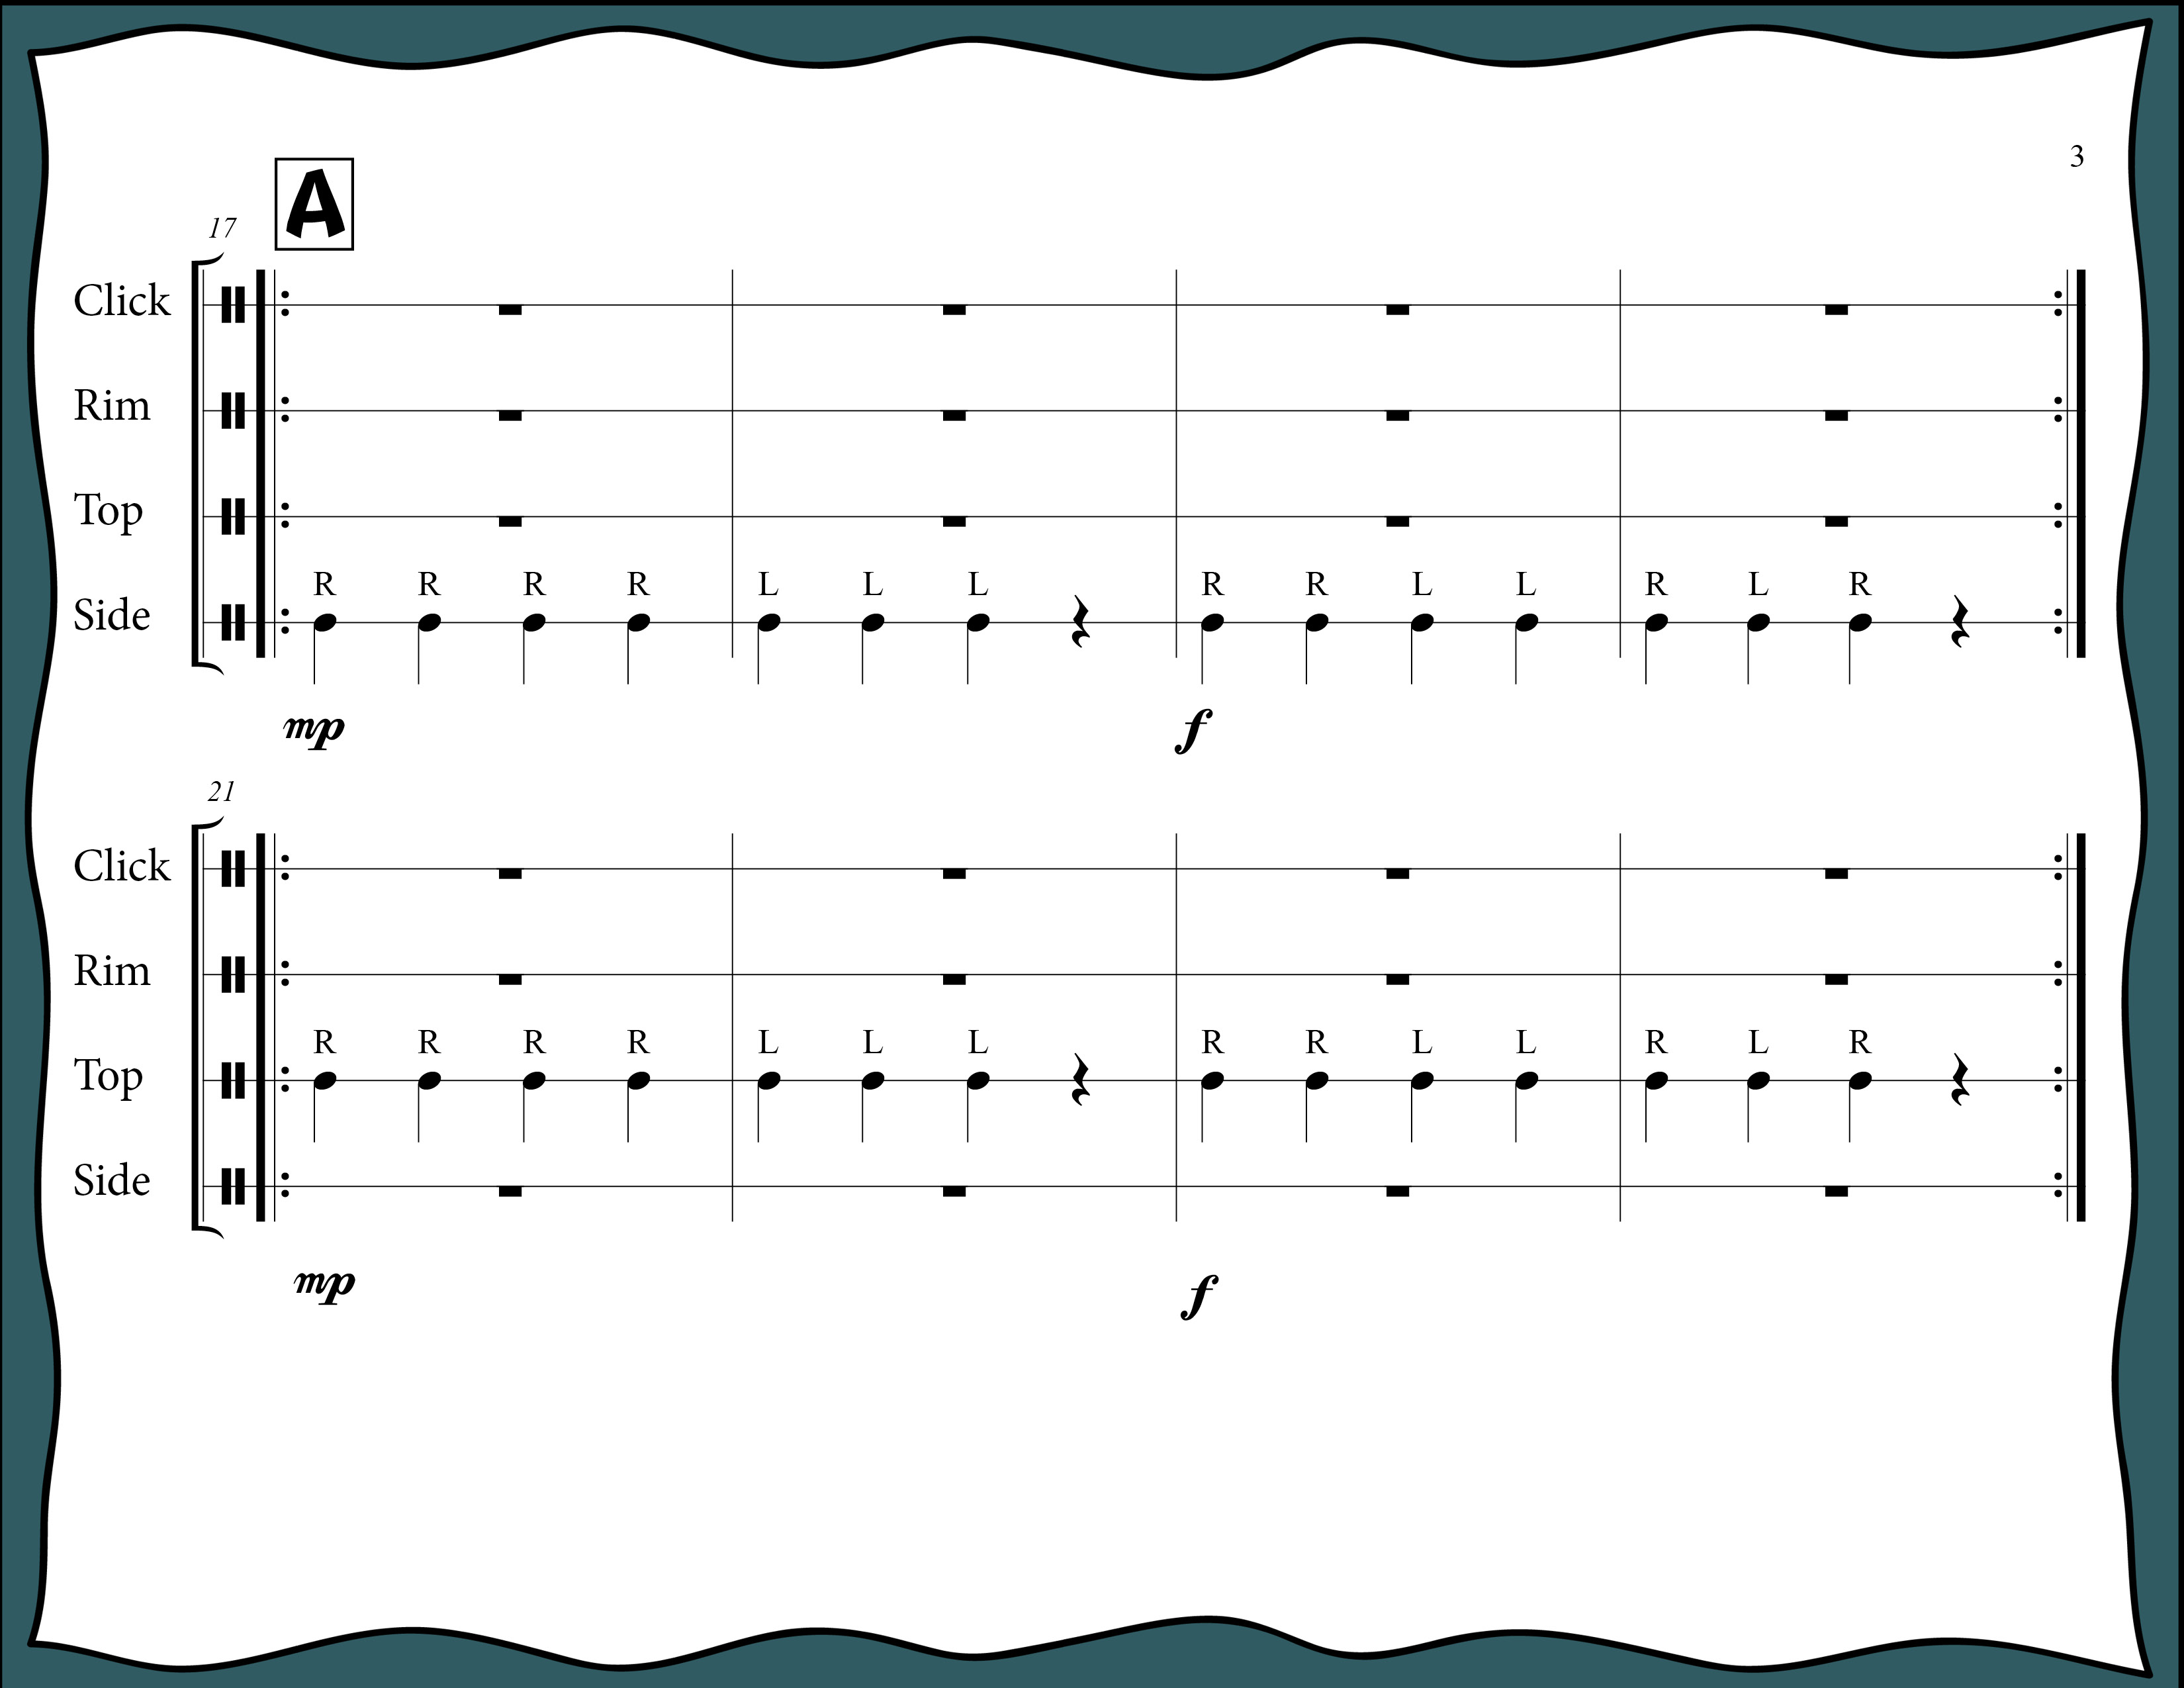 3
A
17
Click
Rim
Top
R R R R L L L R R L L R L R
Side
mp f
21
Click
Rim
R R R R L L L R R L L R L R
Top
Side
mp f